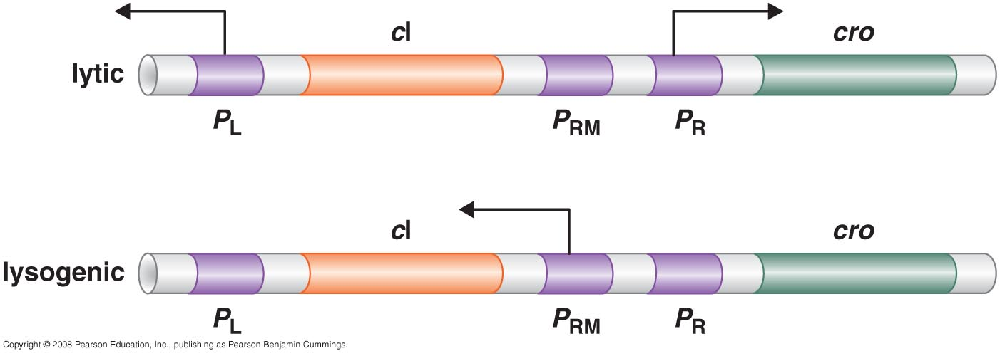 cI cro
lytic
PL PRM PR
cI cro
lysogenic
PL PRM PR
Copyright © 2008 Pearson Education, Inc., publishing as Pearson Benjamin Cummings.